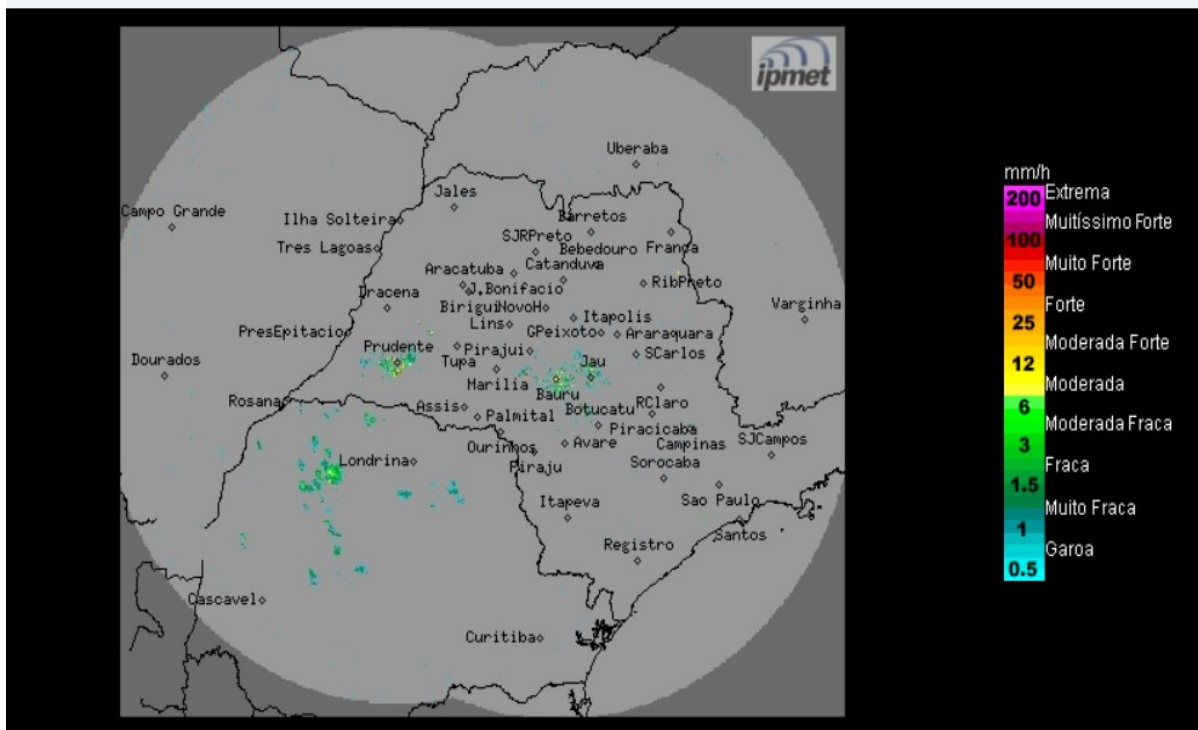 ipmet
Uberaba
Jales
Campo Grande
Ilha Solteira
Barretos
Tres Lagoas
SJRPreto
Bebedouro
Franca
Aracatuba
Catanduva
J.Bonifacio
RibPreto
Dracena
Birigui
NovoH
Itapolis
Varginha
Lins
PresEpitacio
GPeixoto
Araraquara
Prudente
Tupa
Pirajui
Jau
SCarlos
Dourados
Marilia
Bauru
Rosana
Assis
Palmital
Botucatu
RClaro
Piracicaba
Ourinhos
Avare
Campinas
SJCampos
Londrina
Piraju
Sorocaba
Itapeva
Sao Paulo
Santos
Registro
Cascavel
Curitiba
mm/h
200 Extrema
Muitíssimo Forte
100
Muito Forte
50
Forte
25
Moderada Forte
12
Moderada
6
Moderada Fraca
3
Fraca
1.5
Muito Fraca
1
Garoa
0.5